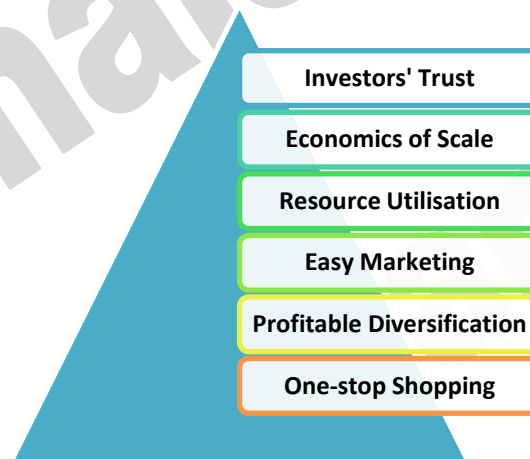 Investors' Trust
Economics of Scale
Resource Utilisation
Easy Marketing
Profitable Diversification
One-stop Shopping